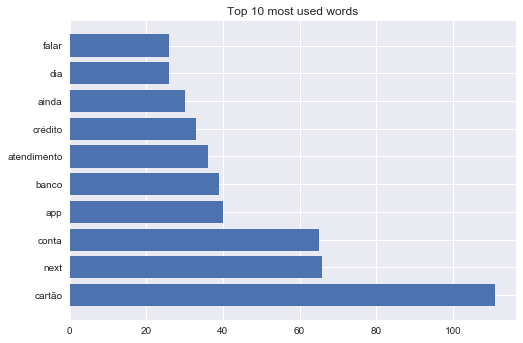 Top 10 most used words
falar
dia
ainda
crédito
atendimento
banco
app
conta
next
cartão
0 20 40 60 80 100